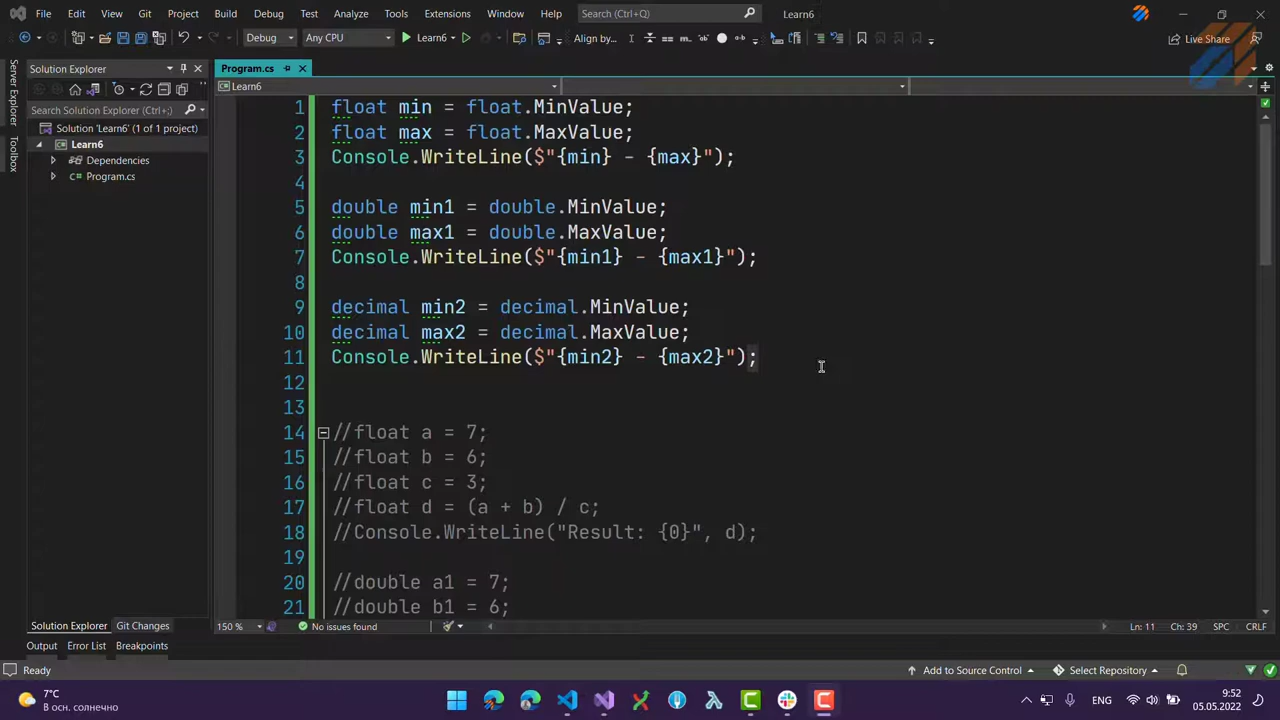 File Edit View Git Project Build Debug Test Analyze Tools Extensions Window Help Search (Ctrl+Q) Learn6
Debug Any CPU Learn6 Align by... Live Share
Server Explorer
Toolbox
Solution Explorer
Search Solution Explorer (Ctrl+;)
Solution 'Learn6' (1 of 1 project)
Learn6
Dependencies
Program.cs
Program.cs
Learn6
1 float min = float.MinValue;
2 float max = float.MaxValue;
3 Console.WriteLine($"{min} - {max}");
4
5 double min1 = double.MinValue;
6 double max1 = double.MaxValue;
7 Console.WriteLine($"{min1} - {max1}");
8
9 decimal min2 = decimal.MinValue;
10 decimal max2 = decimal.MaxValue;
11 Console.WriteLine($"{min2} - {max2}");
12
13
14 //float a = 7;
15 //float b = 6;
16 //float c = 3;
17 //float d = (a + b) / c;
18 //Console.WriteLine("Result: {0}", d);
19
20 //double a1 = 7;
21 //double b1 = 6;
Solution Explorer Git Changes
150 % No issues found Ln: 11 Ch: 39 SPC CRLF
Output Error List Breakpoints
Ready Add to Source Control Select Repository
7°C
В осн. солнечно
ENG
9:52
05.05.2022